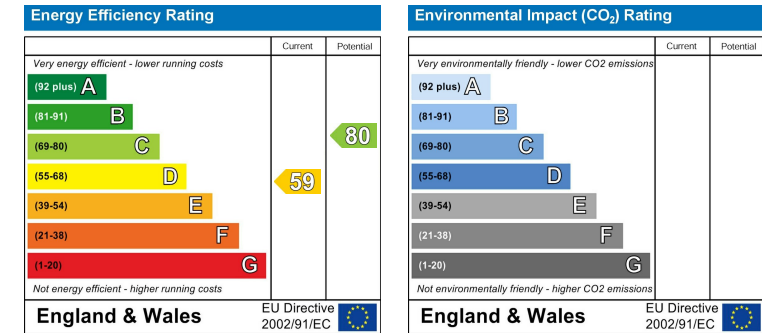 Energy Efficiency Rating
Current Potential
Very energy efficient - lower running costs
(92 plus) A
(81-91) B
(69-80) C
(55-68) D
(39-54) E
(21-38) F
(1-20) G
80
59
Not energy efficient - higher running costs
England & Wales
EU Directive
2002/91/EC
Environmental Impact (CO₂) Rating
Current Potential
Very environmentally friendly - lower CO2 emissions
(92 plus) A
(81-91) B
(69-80) C
(55-68) D
(39-54) E
(21-38) F
(1-20) G
Not environmentally friendly - higher CO2 emissions
England & Wales
EU Directive
2002/91/EC